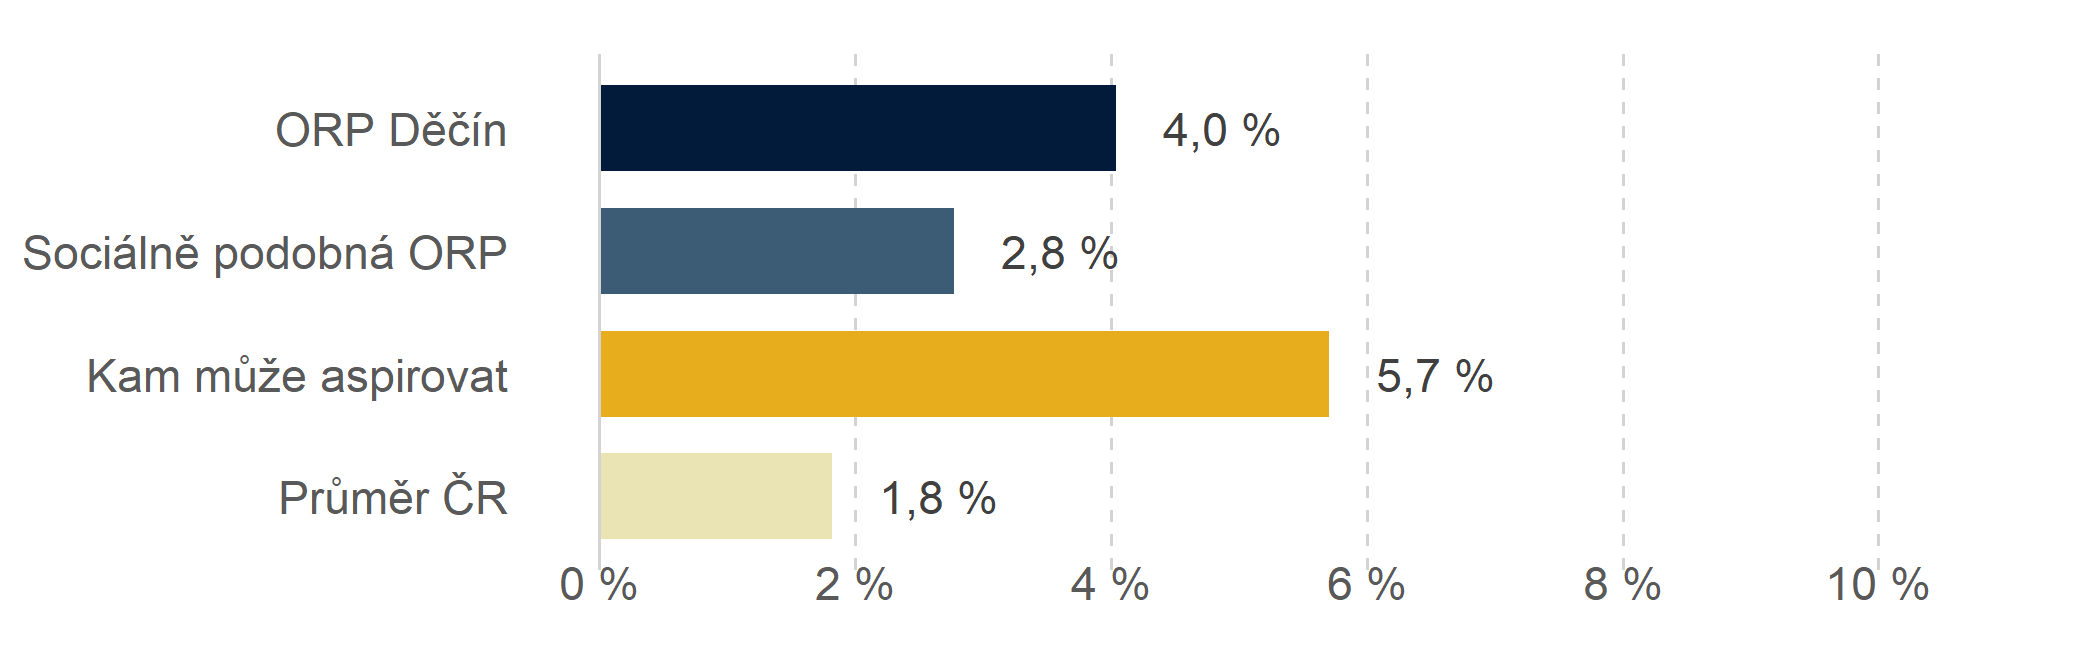 ORP Děčín 4,0 %
Sociálně podobná ORP 2,8 %
Kam může aspirovat 5,7 %
Průměr ČR 1,8 %
0 % 2 % 4 % 6 % 8 % 10 %